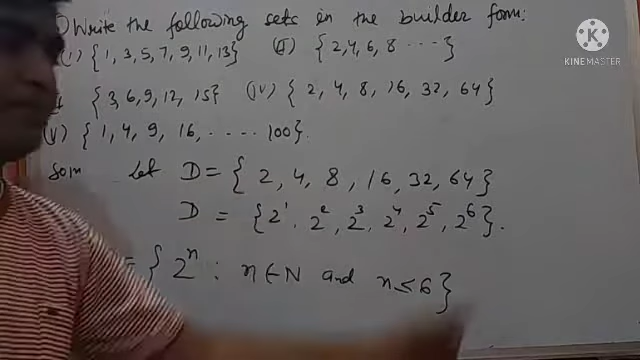 Write the following sets in the builder form:
(i) {1, 3, 5, 7, 9, 11, 13} (ii) {2, 4, 6, 8 ....}
{3, 6, 9, 12, 15} (iv) {2, 4, 8, 16, 32, 64}
(v) {1, 4, 9, 16, ..... 100}.
Soln Let D = {2, 4, 8, 16, 32, 64}
D = {2¹, 2², 2³, 2⁴, 2⁵, 2⁶}.
= {2ⁿ : n ∈ N and n ≤ 6}
KINEMASTER